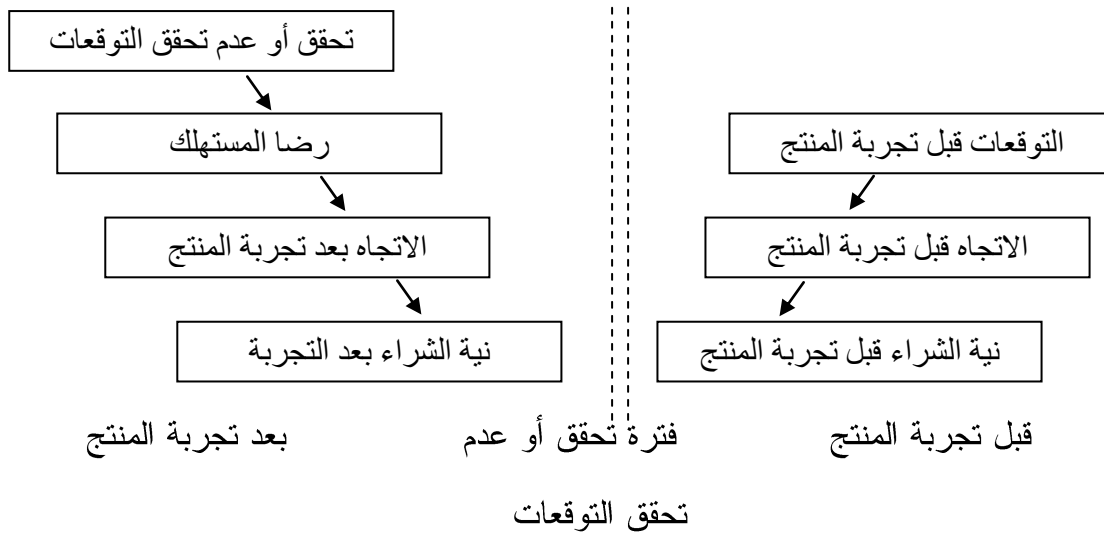 تحقق أو عدم تحقق التوقعات
التوقعات قبل تجربة المنتج
رضا المستهلك
الاتجاه قبل تجربة المنتج
الاتجاه بعد تجربة المنتج
نية الشراء قبل تجربة المنتج
نية الشراء بعد التجربة
قبل تجربة المنتج
فترة تحقق أو عدم
بعد تجربة المنتج
تحقق التوقعات